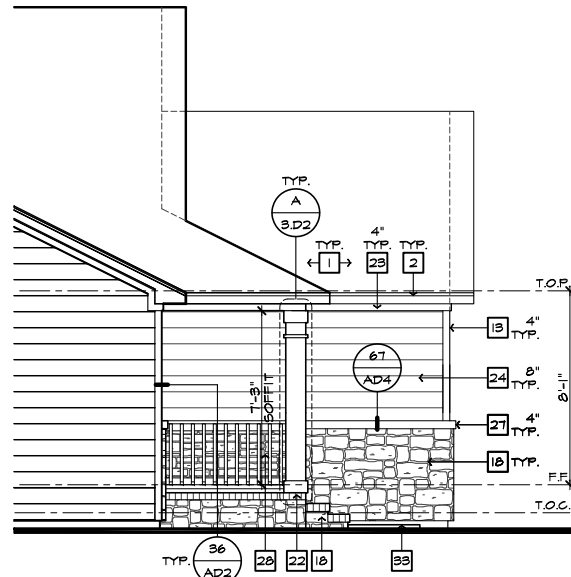 TYP.
A
3.D2
4"
TYP. TYP. TYP.
1 23 2
T.O.P.
13 4" TYP.
67
AD4
24 8" TYP.
8'-1"
7'-3"
SOFFIT
27 4" TYP.
18 TYP.
F.F.
T.O.C.
TYP.
36
AD2
28 22 18 33